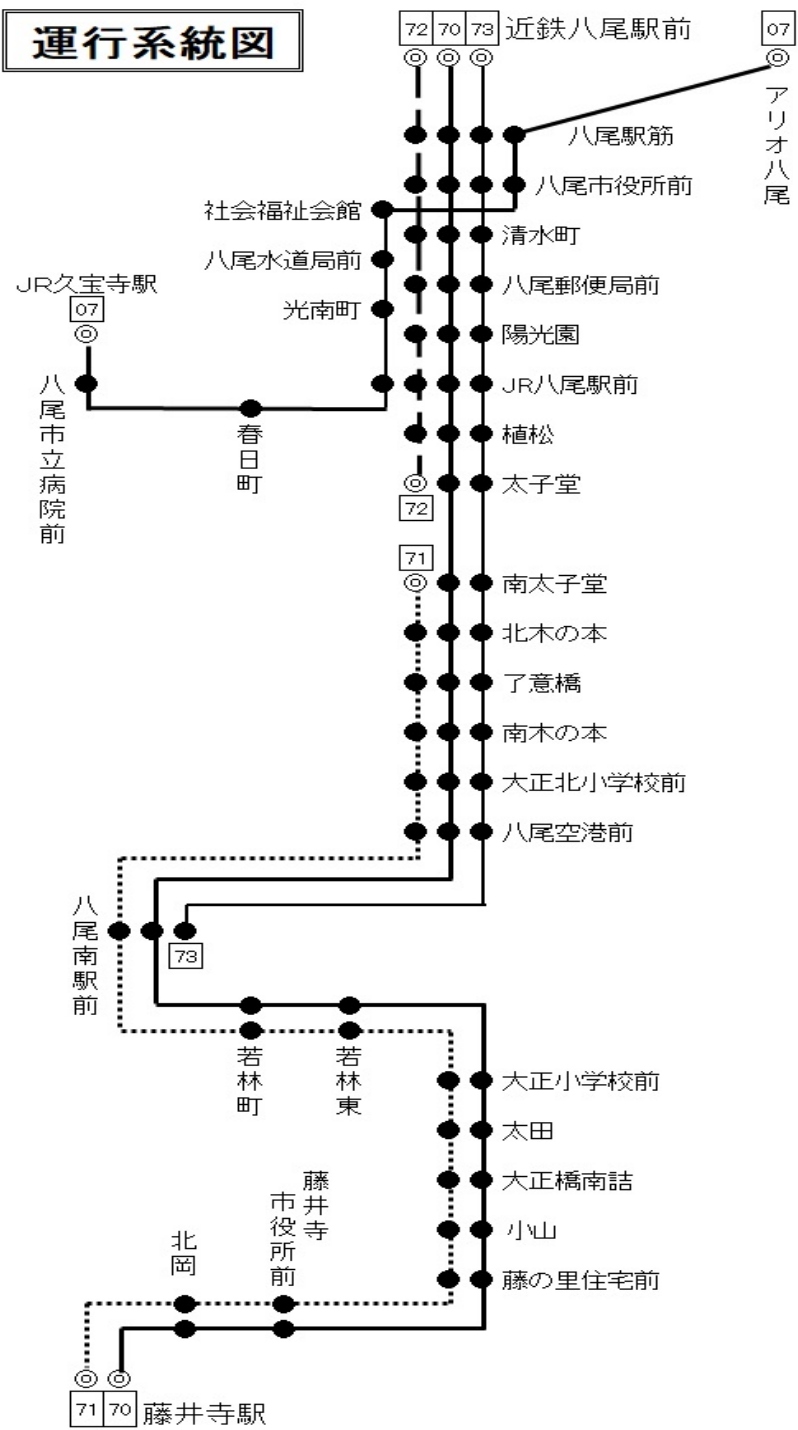 運行系統図
72 70 73 近鉄八尾駅前
07
アリオ八尾
八尾駅筋
八尾市役所前
社会福祉会館
清水町
八尾水道局前
八尾郵便局前
JR久宝寺駅
07
光南町
陽光園
八尾市立病院前
JR八尾駅前
春日町
植松
太子堂
72
71
南太子堂
北木の本
了意橋
南木の本
大正北小学校前
八尾空港前
八尾南駅前
73
若林町
若林東
大正小学校前
太田
大正橋南詰
藤井寺
市役所前
北岡
小山
藤の里住宅前
71 70 藤井寺駅